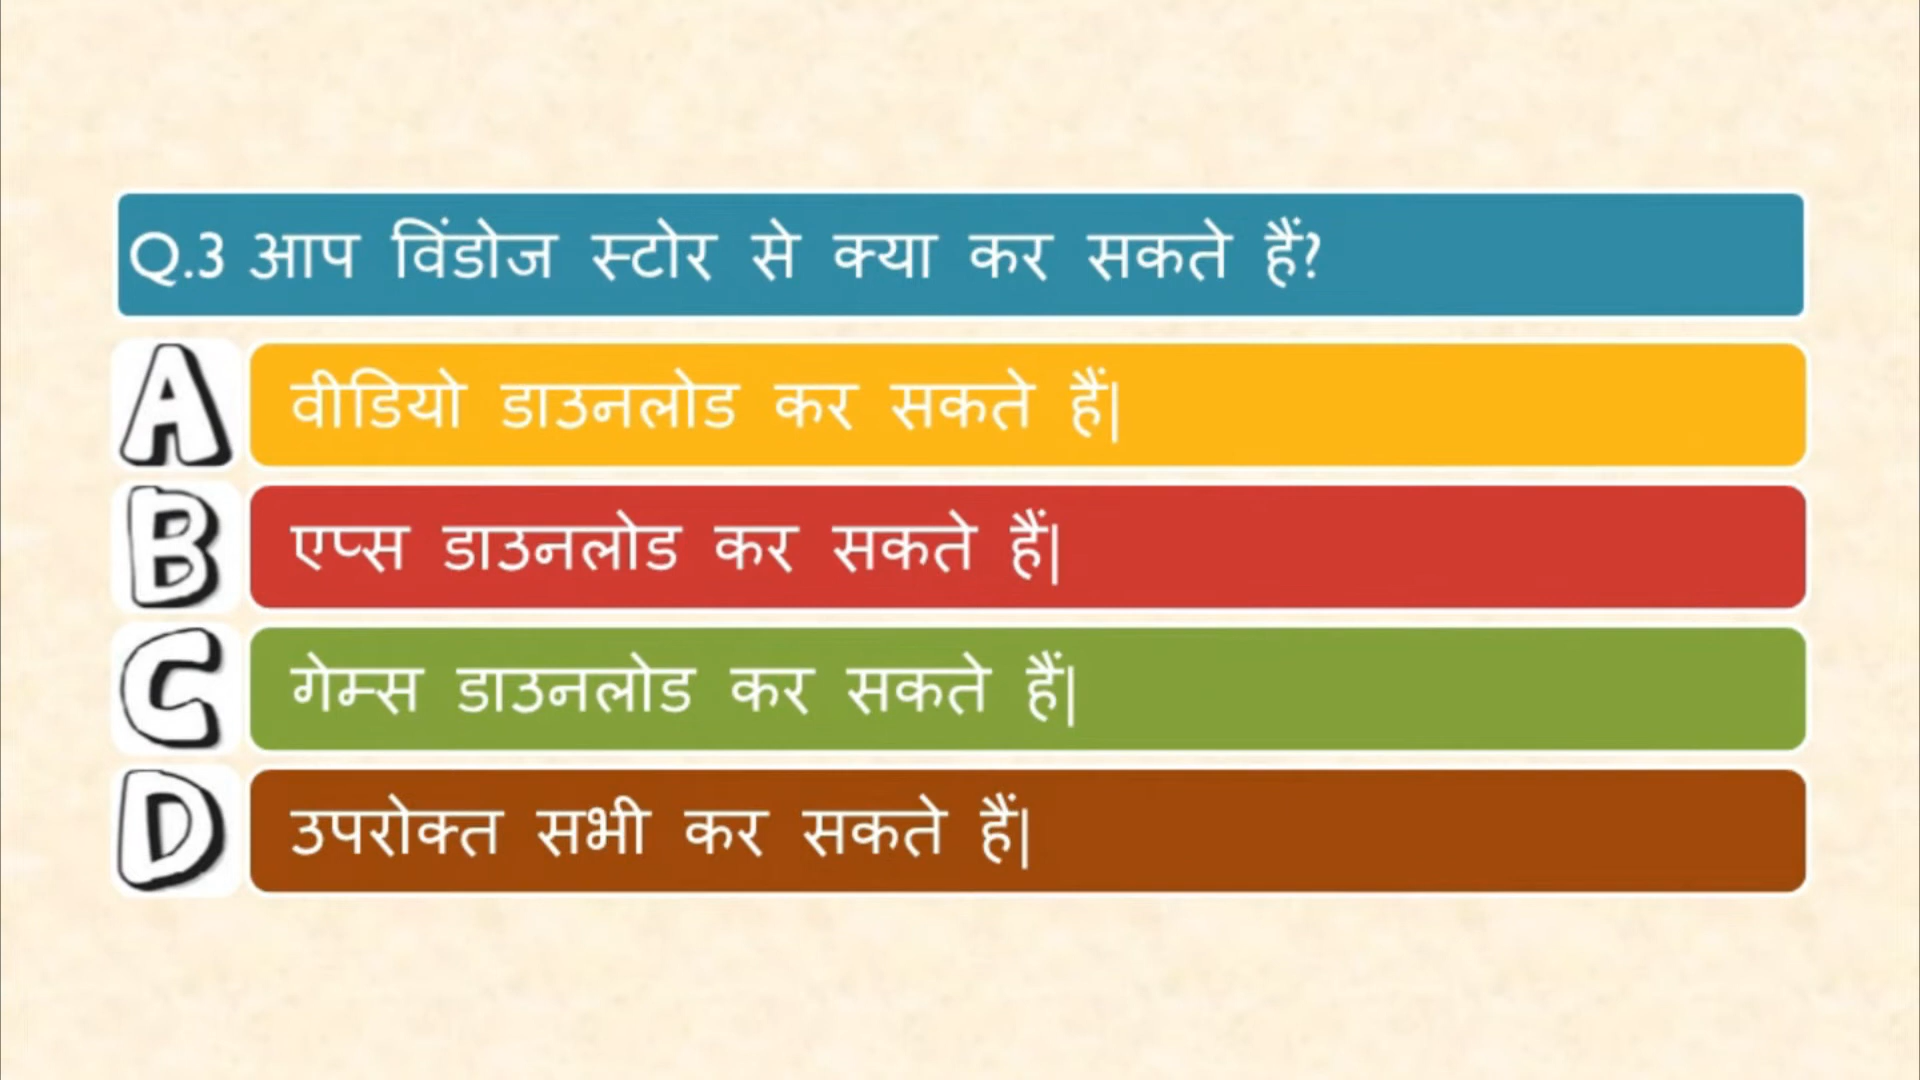 Q.3 आप विंडोज स्टोर से क्या कर सकते हैं?
A वीडियो डाउनलोड कर सकते हैं|
B एप्स डाउनलोड कर सकते हैं|
C गेम्स डाउनलोड कर सकते हैं|
D उपरोक्त सभी कर सकते हैं|